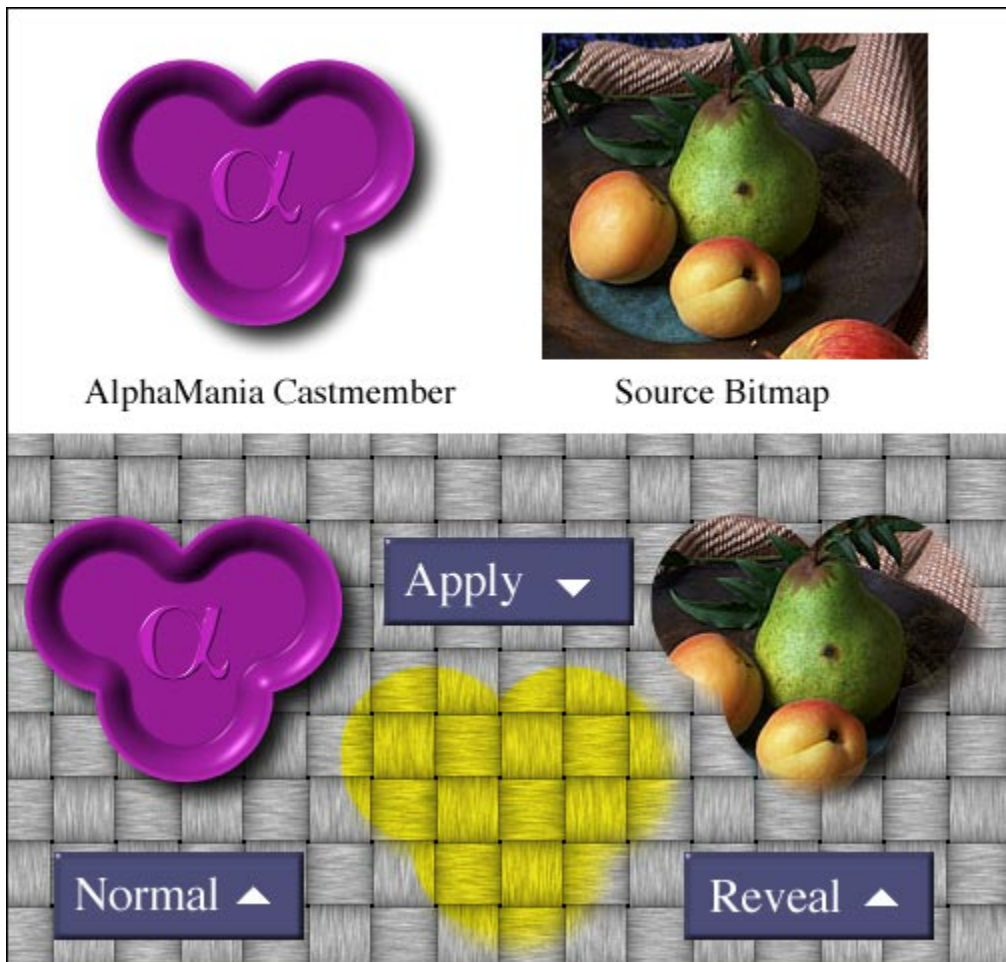 α
AlphaMania Castmember
Source Bitmap
α
Apply
Normal
Reveal